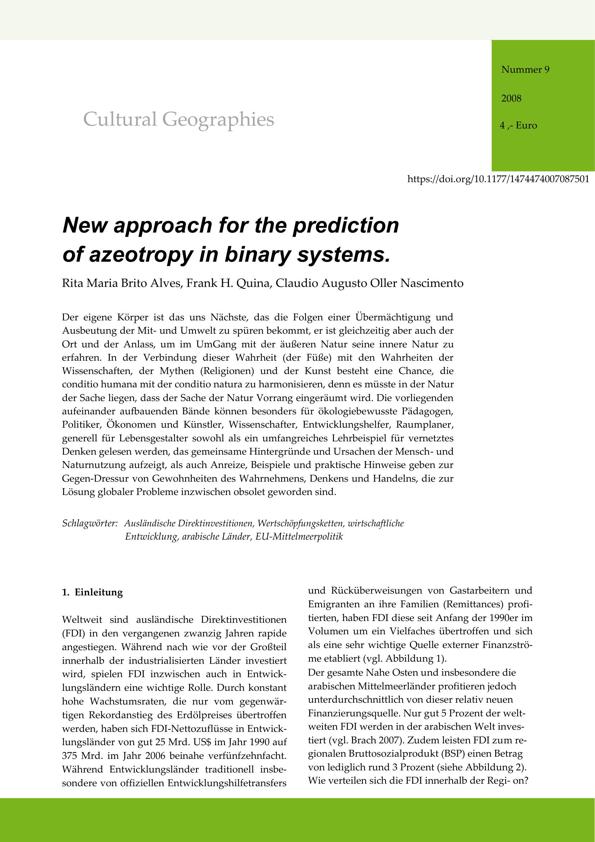 Nummer 9
2008
4 ,- Euro
Cultural Geographies
https://doi.org/10.1177/1474474007087501
New approach for the prediction
of azeotropy in binary systems.
Rita Maria Brito Alves, Frank H. Quina, Claudio Augusto Oller Nascimento
Der eigene Körper ist das uns Nächste, das die Folgen einer Übermächtigung und
Ausbeutung der Mit- und Umwelt zu spüren bekommt, er ist gleichzeitig aber auch der
Ort und der Anlass, um im UmGang mit der äußeren Natur seine innere Natur zu
erfahren. In der Verbindung dieser Wahrheit (der Füße) mit den Wahrheiten der
Wissenschaften, der Mythen (Religionen) und der Kunst besteht eine Chance, die
conditio humana mit der conditio natura zu harmonisieren, denn es müsste in der Natur
der Sache liegen, dass der Sache der Natur Vorrang eingeräumt wird. Die vorliegenden
aufeinander aufbauenden Bände können besonders für ökologiebewusste Pädagogen,
Politiker, Ökonomen und Künstler, Wissenschafter, Entwicklungshelfer, Raumplaner,
generell für Lebensgestalter sowohl als ein umfangreiches Lehrbeispiel für vernetztes
Denken gelesen werden, das gemeinsame Hintergründe und Ursachen der Mensch- und
Naturnutzung aufzeigt, als auch Anreize, Beispiele und praktische Hinweise geben zur
Gegen-Dressur von Gewohnheiten des Wahrnehmens, Denkens und Handelns, die zur
Lösung globaler Probleme inzwischen obsolet geworden sind.
Schlagwörter: Ausländische Direktinvestitionen, Wertschöpfungsketten, wirtschaftliche
Entwicklung, arabische Länder, EU-Mittelmeerpolitik
1. Einleitung
Weltweit sind ausländische Direktinvestitionen
(FDI) in den vergangenen zwanzig Jahren rapide
angestiegen. Während nach wie vor der Großteil
innerhalb der industrialisierten Länder investiert
wird, spielen FDI inzwischen auch in Entwick-
lungsländern eine wichtige Rolle. Durch konstant
hohe Wachstumsraten, die nur vom gegenwär-
tigen Rekordanstieg des Erdölpreises übertroffen
werden, haben sich FDI-Nettozuflüsse in Entwick-
lungsländer von gut 25 Mrd. US$ im Jahr 1990 auf
375 Mrd. im Jahr 2006 beinahe verfünfzehnfacht.
Während Entwicklungsländer traditionell insbe-
sondere von offiziellen Entwicklungshilfetransfers
und Rücküberweisungen von Gastarbeitern und
Emigranten an ihre Familien (Remittances) profi-
tierten, haben FDI diese seit Anfang der 1990er im
Volumen um ein Vielfaches übertroffen und sich
als eine sehr wichtige Quelle externer Finanzströ-
me etabliert (vgl. Abbildung 1).
Der gesamte Nahe Osten und insbesondere die
arabischen Mittelmeerländer profitieren jedoch
unterdurchschnittlich von dieser relativ neuen
Finanzierungsquelle. Nur gut 5 Prozent der welt-
weiten FDI werden in der arabischen Welt inves-
tiert (vgl. Brach 2007). Zudem leisten FDI zum re-
gionalen Bruttosozialprodukt (BSP) einen Betrag
von lediglich rund 3 Prozent (siehe Abbildung 2).
Wie verteilen sich die FDI innerhalb der Regi- on?